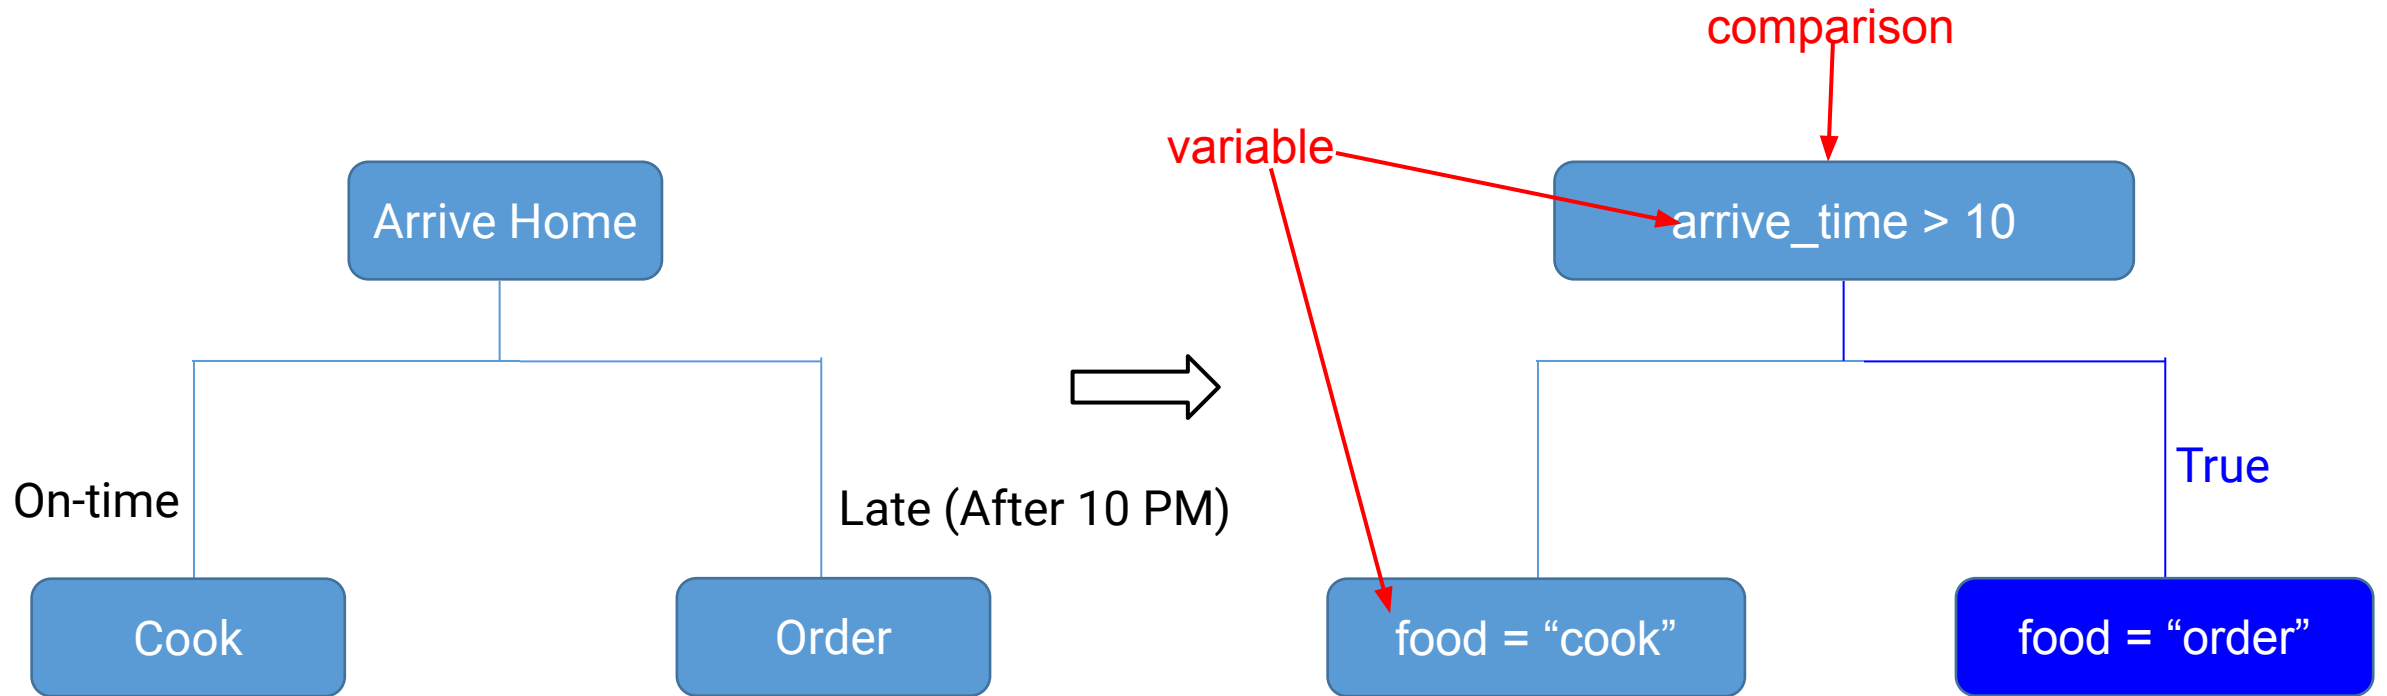 comparison
variable
Arrive Home
arrive_time > 10
On-time
Late (After 10 PM)
True
Cook
Order
food = “cook”
food = “order”